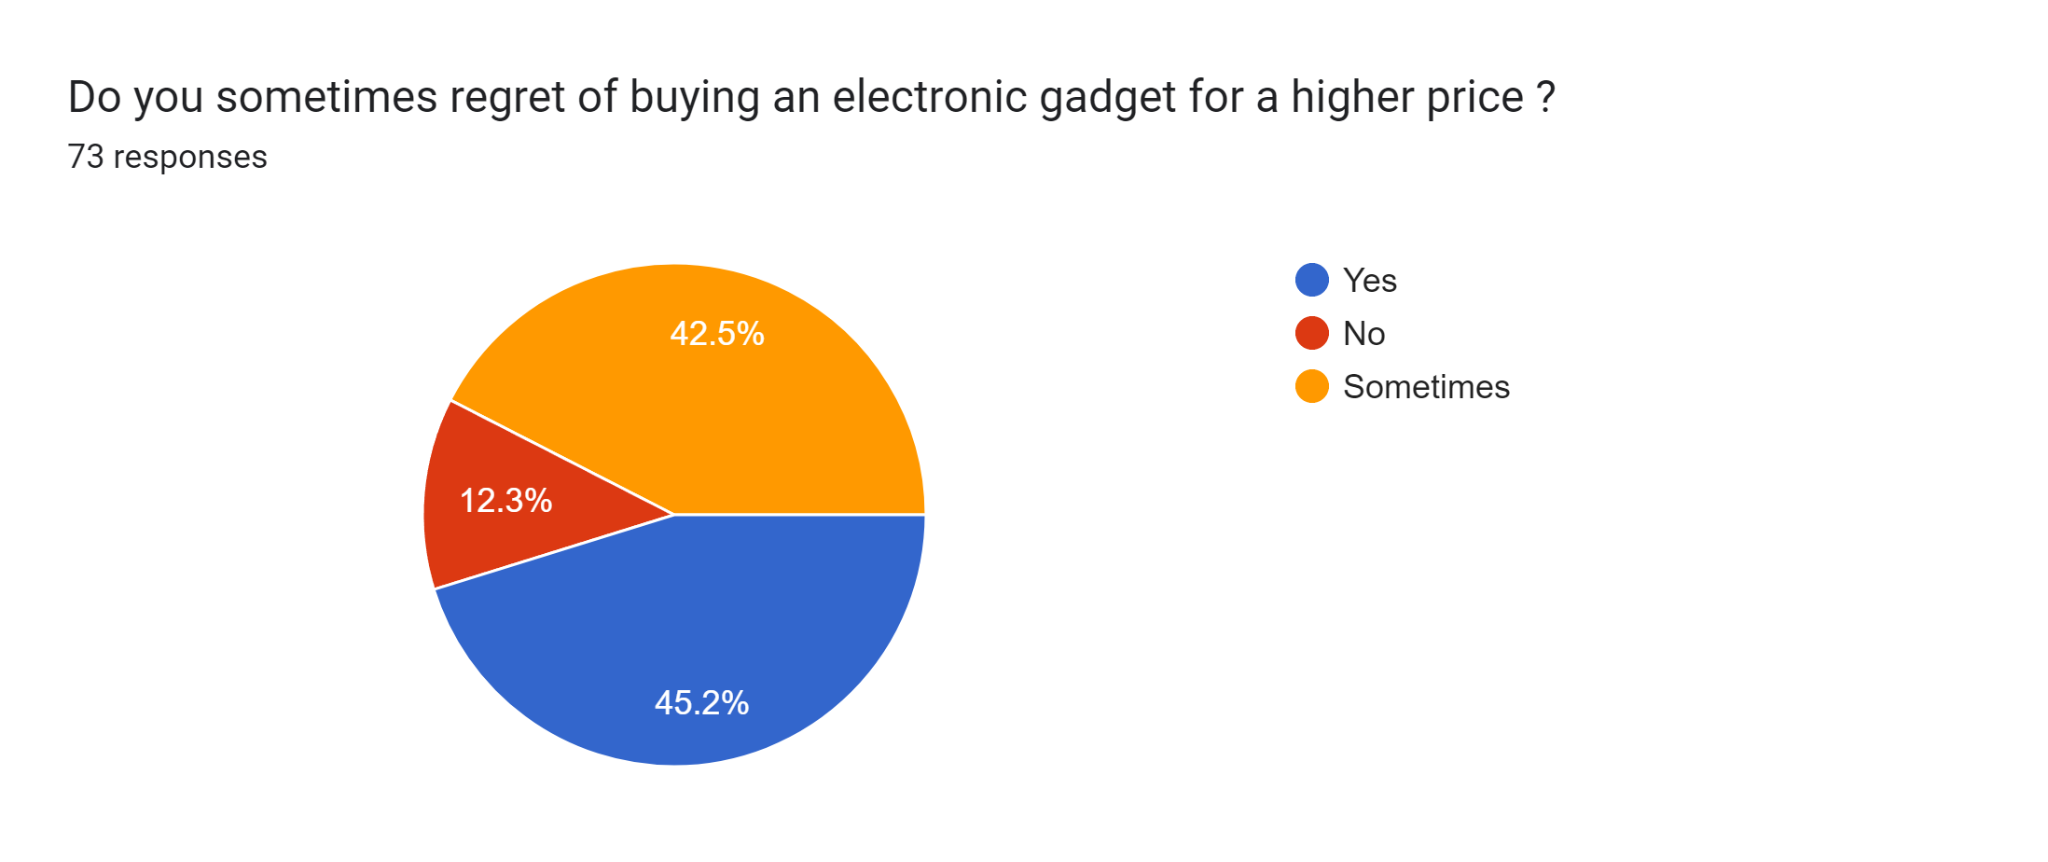 Do you sometimes regret of buying an electronic gadget for a higher price ?
73 responses
42.5%
12.3%
45.2%
Yes
No
Sometimes